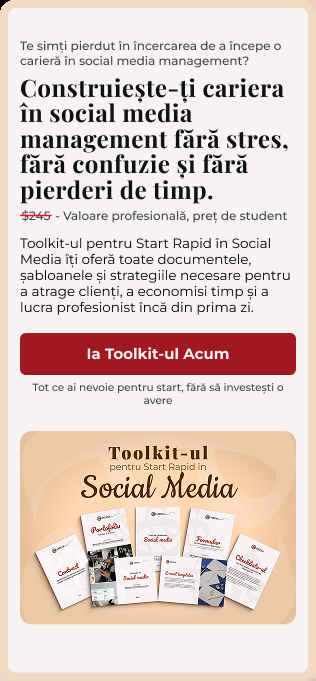 Te simți pierdut în încercarea de a începe o
carieră în social media management?
Construiește-ți cariera
în social media
management fără stres,
fără confuzie și fără
pierderi de timp.
$245 - Valoare profesională, preț de student
Toolkit-ul pentru Start Rapid în Social
Media îți oferă toate documentele,
șabloanele și strategiile necesare pentru
a atrage clienți, a economisi timp și a
lucra profesionist încă din prima zi.
Ia Toolkit-ul Acum
Tot ce ai nevoie pentru start, fără să investești o
avere
Toolkit-ul
pentru Start Rapid în
Social Media
Contract
Portofoliu
Social media
Formular
Checklist-uri
Social media
E-mail templates